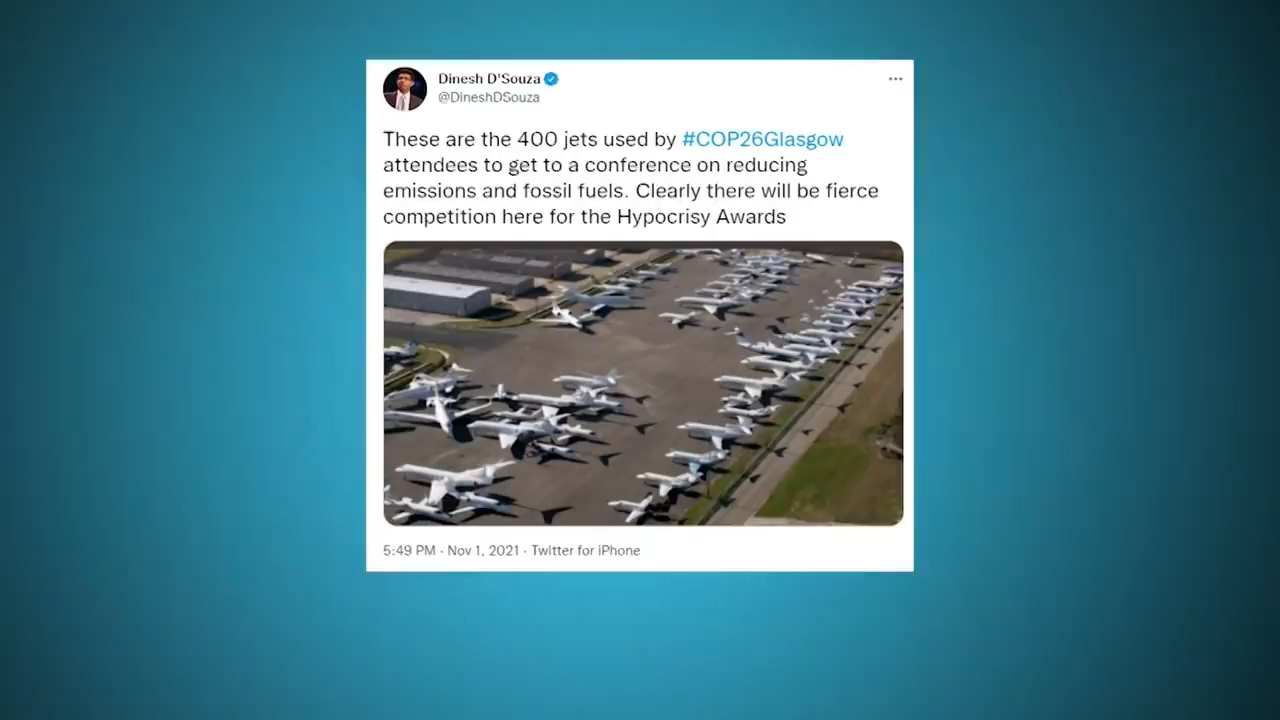 Dinesh D'Souza
@DineshDSouza
These are the 400 jets used by #COP26Glasgow
attendees to get to a conference on reducing
emissions and fossil fuels. Clearly there will be fierce
competition here for the Hypocrisy Awards
5:49 PM · Nov 1, 2021 · Twitter for iPhone